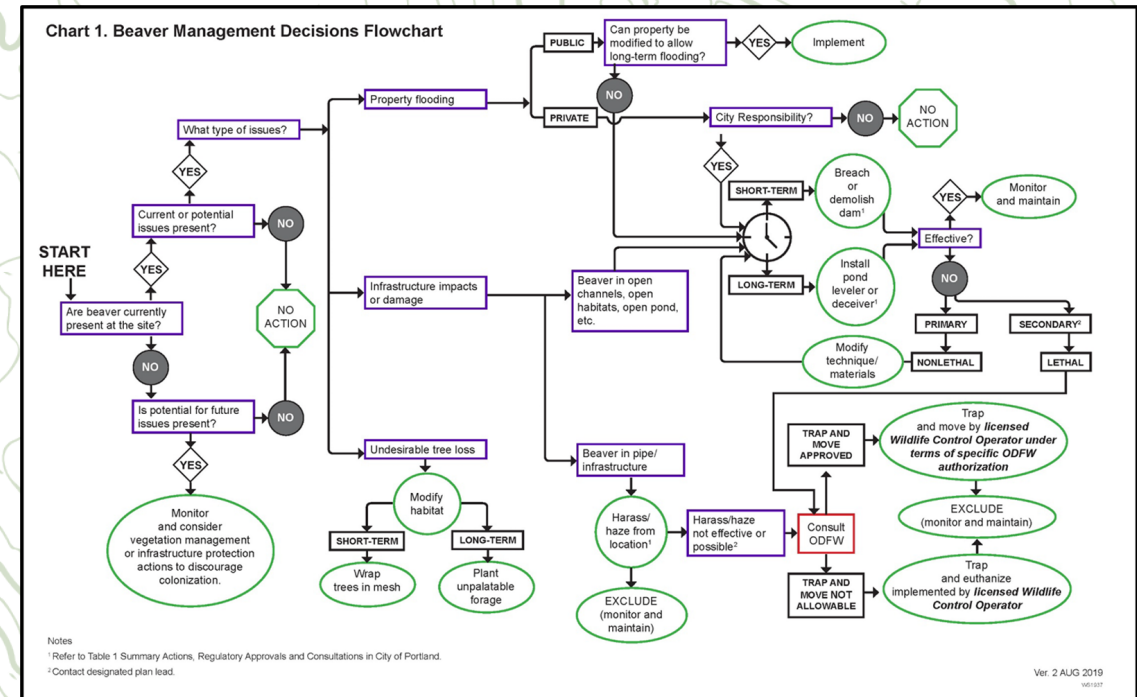 Chart 1. Beaver Management Decisions Flowchart
START
HERE
Are beaver currently
present at the site?
YES
Current or potential
issues present?
YES
What type of issues?
NO
NO
ACTION
NO
Is potential for future
issues present?
NO
YES
Monitor
and consider
vegetation management
or infrastructure protection
actions to discourage
colonization.
Property flooding
PUBLIC
Can property be
modified to allow
long-term flooding?
YES
Implement
NO
PRIVATE
City Responsibility?
NO
NO
ACTION
YES
SHORT-TERM
Breach
or
demolish
dam¹
LONG-TERM
Install
pond
leveler or
deceiver¹
Effective?
YES
Monitor
and maintain
NO
PRIMARY
NONLETHAL
Modify
technique/
materials
SECONDARY²
LETHAL
Infrastructure impacts
or damage
Beaver in open
channels, open
habitats, open pond,
etc.
Beaver in pipe/
infrastructure
Harass/
haze from
location¹
EXCLUDE
(monitor and
maintain)
Harass/haze
not effective or
possible²
Consult
ODFW
TRAP AND
MOVE
APPROVED
Trap
and move by licensed
Wildlife Control Operator under
terms of specific ODFW
authorization
EXCLUDE
(monitor and maintain)
TRAP AND
MOVE NOT
ALLOWABLE
Trap
and euthanize
implemented by licensed Wildlife
Control Operator
Undesirable tree loss
Modify
habitat
SHORT-TERM
Wrap
trees in mesh
LONG-TERM
Plant
unpalatable
forage
Notes
¹ Refer to Table 1 Summary Actions, Regulatory Approvals and Consultations in City of Portland.
² Contact designated plan lead.
Ver. 2 AUG 2019